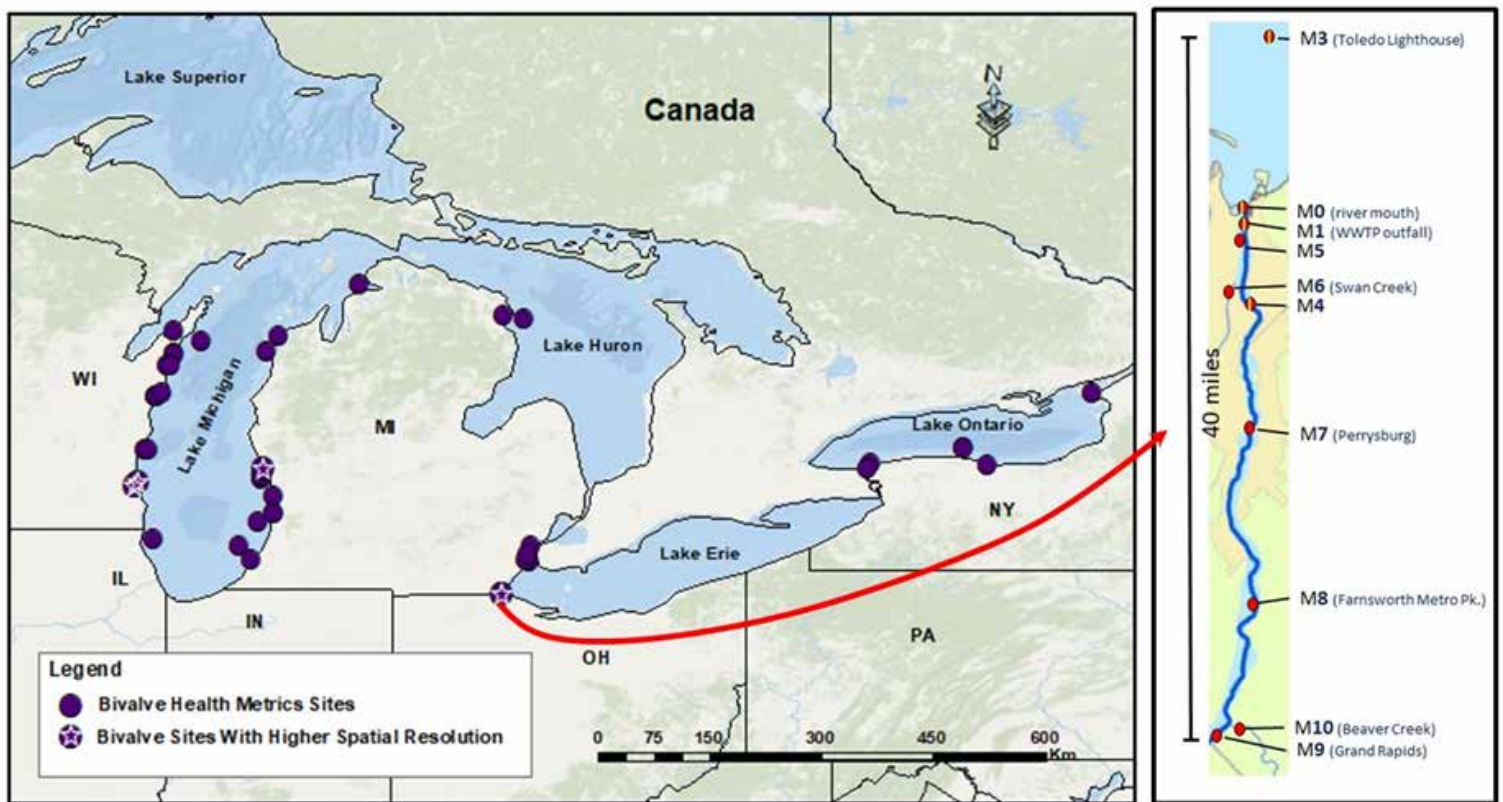 Lake Superior
Canada
N
Lake Huron
WI
Lake Michigan
MI
Lake Ontario
NY
Lake Erie
IL
IN
PA
OH
Legend
Bivalve Health Metrics Sites
Bivalve Sites With Higher Spatial Resolution
0 75 150 300 450 600
Km
M3 (Toledo Lighthouse)
M0 (river mouth)
M1 (WWTP outfall)
M5
M6 (Swan Creek)
M4
40 miles
M7 (Perrysburg)
M8 (Farnsworth Metro Pk.)
M10 (Beaver Creek)
M9 (Grand Rapids)